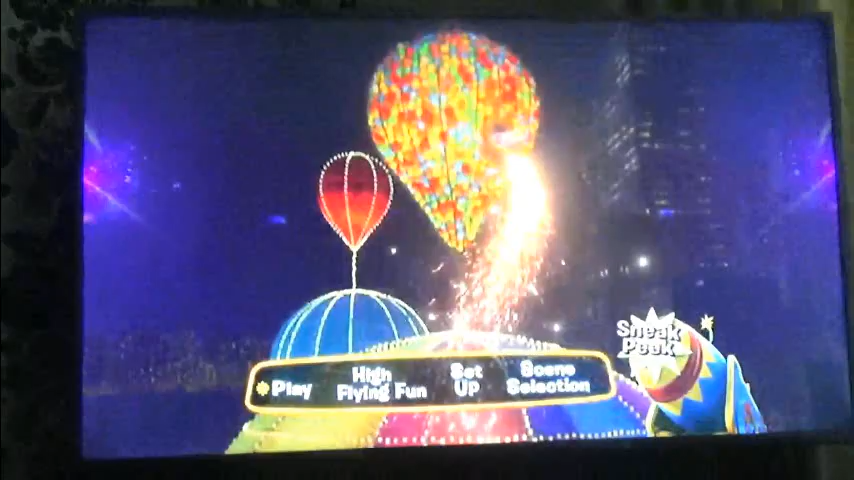 Sneak
Peek
Play
High
Flying Fun
Set
Up
Scene
Selection